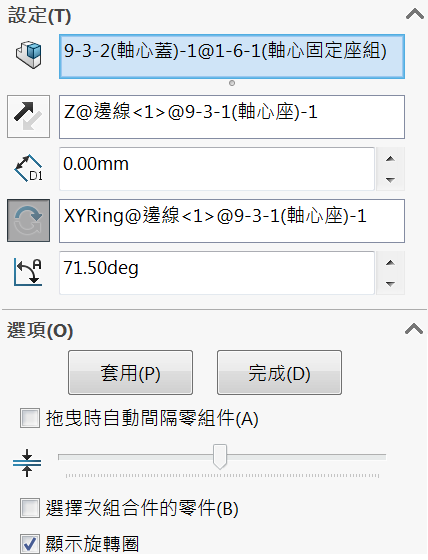 設定(T)
9-3-2(軸心蓋)-1@1-6-1(軸心固定座組)
Z@邊線<1>@9-3-1(軸心座)-1
D1
0.00mm
XYRing@邊線<1>@9-3-1(軸心座)-1
A
71.50deg
選項(O)
套用(P) 完成(D)
拖曳時自動間隔零組件(A)
選擇次組合件的零件(B)
顯示旋轉圈